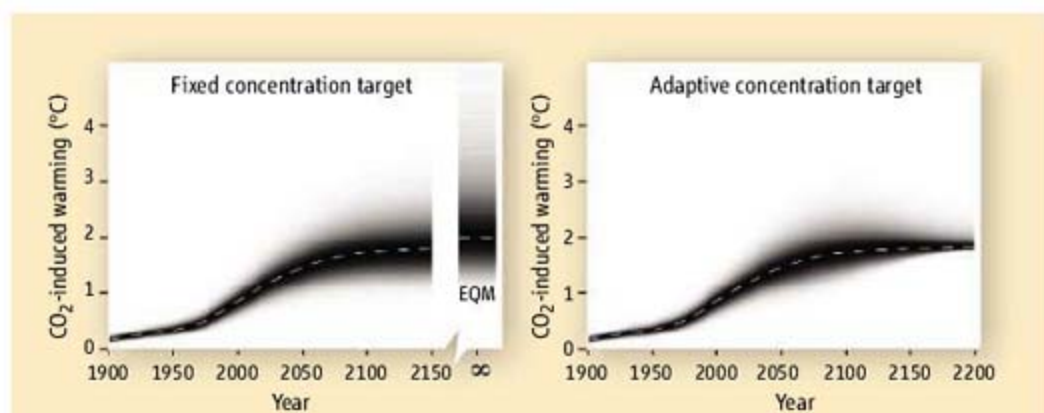 Fixed concentration target
CO2-induced warming (ºC)
4
3
2
1
0
EQM
1900 1950 2000 2050 2100 2150 ∞
Year
Adaptive concentration target
CO2-induced warming (ºC)
4
3
2
1
0
1900 1950 2000 2050 2100 2150 2200
Year